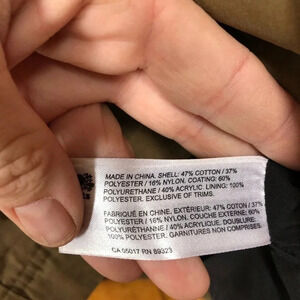 MADE IN CHINA. SHELL: 47% COTTON / 37%
POLYESTER / 16% NYLON. COATING: 60%
POLYURETHANE / 40% ACRYLIC. LINING: 100%
POLYESTER. EXCLUSIVE OF TRIMS.
FABRIQUÉ EN CHINE. EXTÉRIEUR: 47% COTON / 37%
POLYESTER / 16% NYLON. COUCHE EXTERNE: 60%
POLYURÉTHANE / 40% ACRYLIQUE. DOUBLURE:
100% POLYESTER. GARNITURES NON COMPRISES.
CA 05017 RN 89323